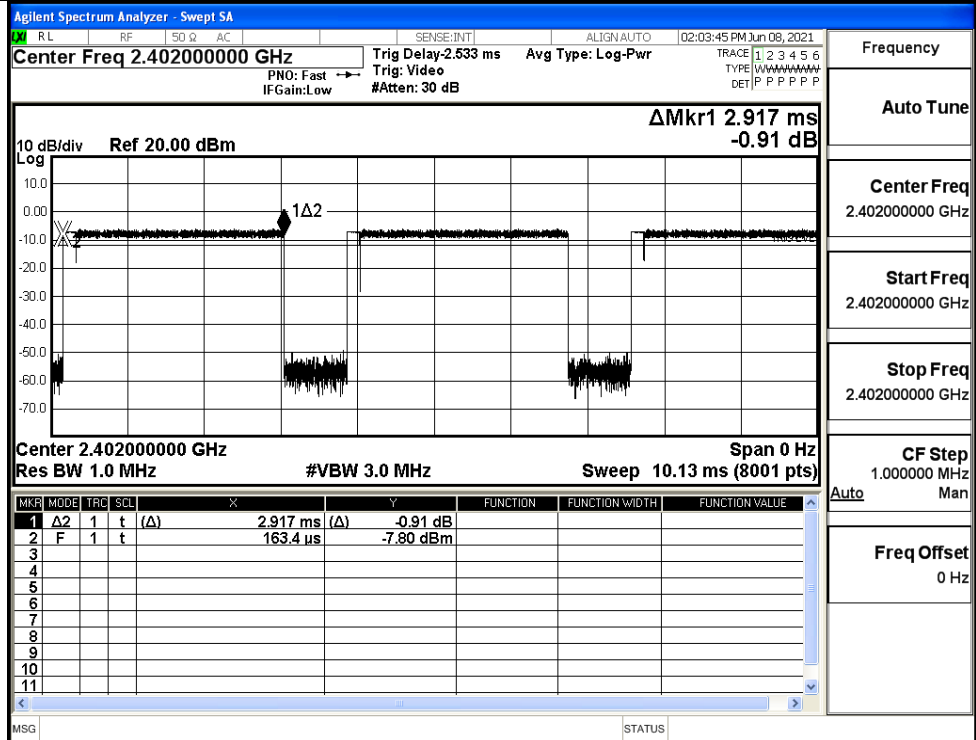 Agilent Spectrum Analyzer - Swept SA
LXI RL RF 50 Ω AC SENSE:INT ALIGNAUTO 02:03:45 PM Jun 08, 2021
Center Freq 2.402000000 GHz
PNO: Fast
IFGain:Low
Trig Delay-2.533 ms
Trig: Video
#Atten: 30 dB
Avg Type: Log-Pwr
TRACE 1 2 3 4 5 6
TYPE WWWWWW
DET P P P P P P
ΔMkr1 2.917 ms
-0.91 dB
10 dB/div Ref 20.00 dBm
Log
10.0
0.00
-10.0
-20.0
-30.0
-40.0
-50.0
-60.0
-70.0
1Δ2
2
Center 2.402000000 GHz Span 0 Hz
Res BW 1.0 MHz #VBW 3.0 MHz Sweep 10.13 ms (8001 pts)
MKR MODE TRC SCL X Y FUNCTION FUNCTION WIDTH FUNCTION VALUE
1 Δ2 1 t (Δ) 2.917 ms (Δ) -0.91 dB
2 F 1 t 163.4 µs -7.80 dBm
3
4
5
6
7
8
9
10
11
MSG STATUS
Frequency
Auto Tune
Center Freq
2.402000000 GHz
Start Freq
2.402000000 GHz
Stop Freq
2.402000000 GHz
CF Step
1.000000 MHz
Auto Man
Freq Offset
0 Hz